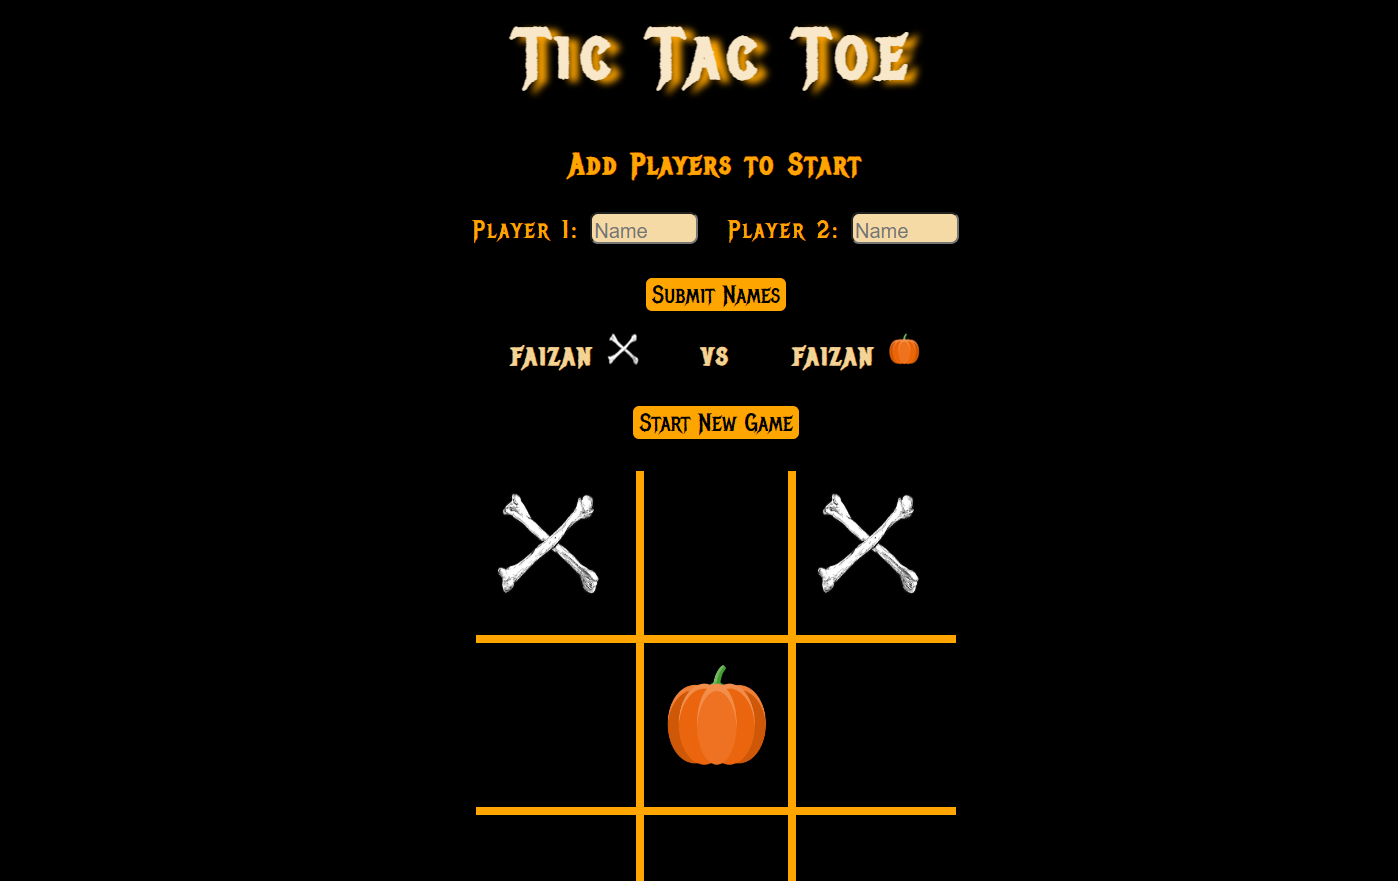 Tic Tac Toe
Add Players to Start
Player 1: Name Player 2: Name
Submit Names
FAIZAN VS FAIZAN
Start New Game